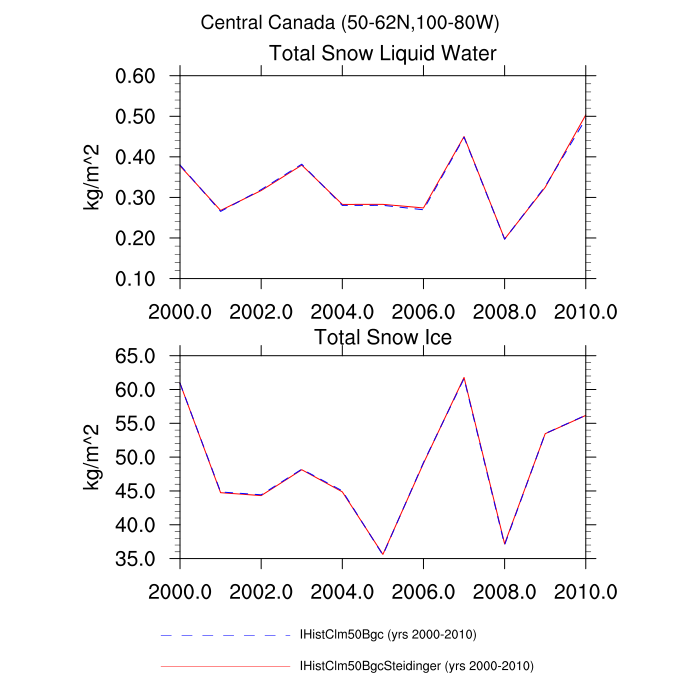 Central Canada (50-62N,100-80W)
Total Snow Liquid Water
0.60
0.50
0.40
0.30
0.20
0.10
kg/m^2
2000.0 2002.0 2004.0 2006.0 2008.0 2010.0
Total Snow Ice
65.0
60.0
55.0
50.0
45.0
40.0
35.0
kg/m^2
2000.0 2002.0 2004.0 2006.0 2008.0 2010.0
IHistClm50Bgc (yrs 2000-2010)
IHistClm50BgcSteidinger (yrs 2000-2010)